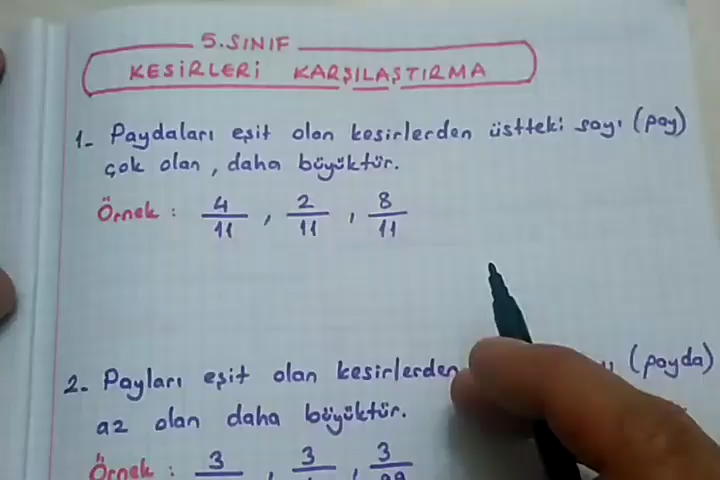 5. SINIF
KESİRLERİ KARŞILAŞTIRMA
1- Paydaları eşit olan kesirlerden üstteki sayı (pay)
çok olan, daha büyüktür.
Örnek : 4/11 , 2/11 , 8/11
2- Payları eşit olan kesirlerden (payda)
az olan daha büyüktür.
Örnek : 3 , 3 , 3